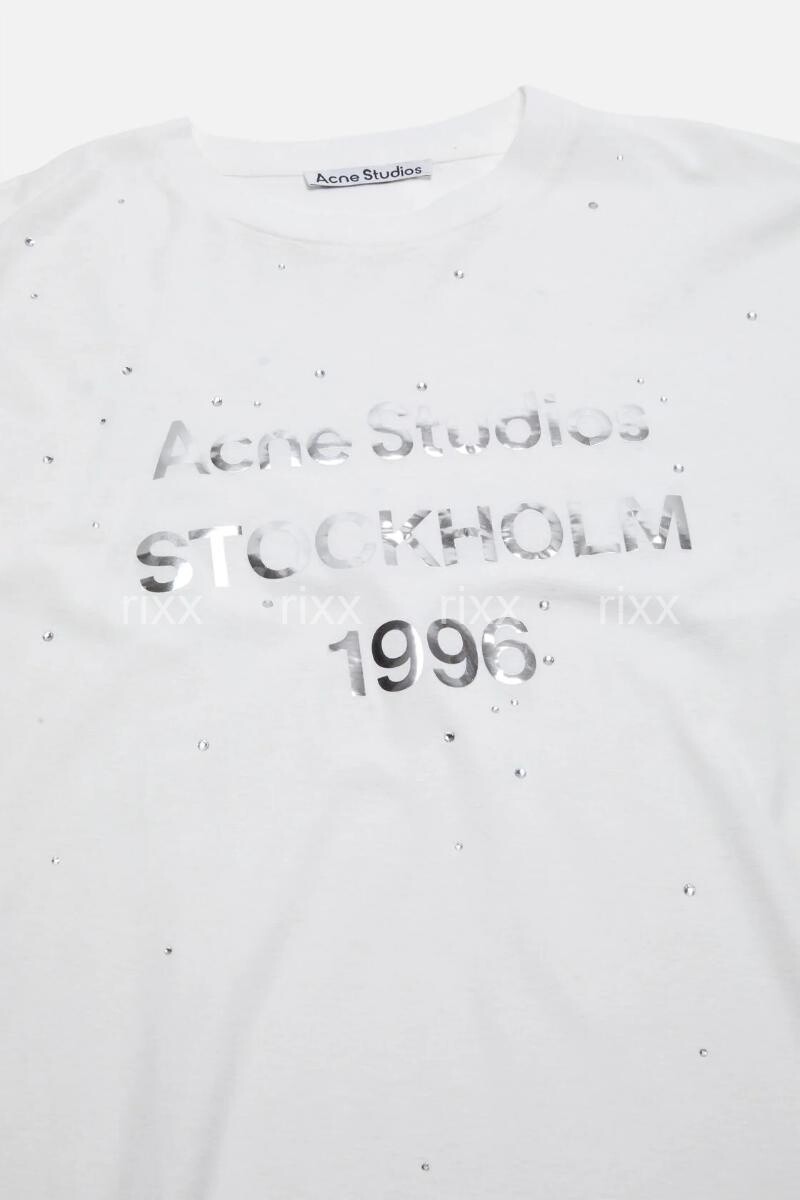 Acne Studios
Acne Studios
STOCKHOLM
rixx rixx rixx rixx
1996